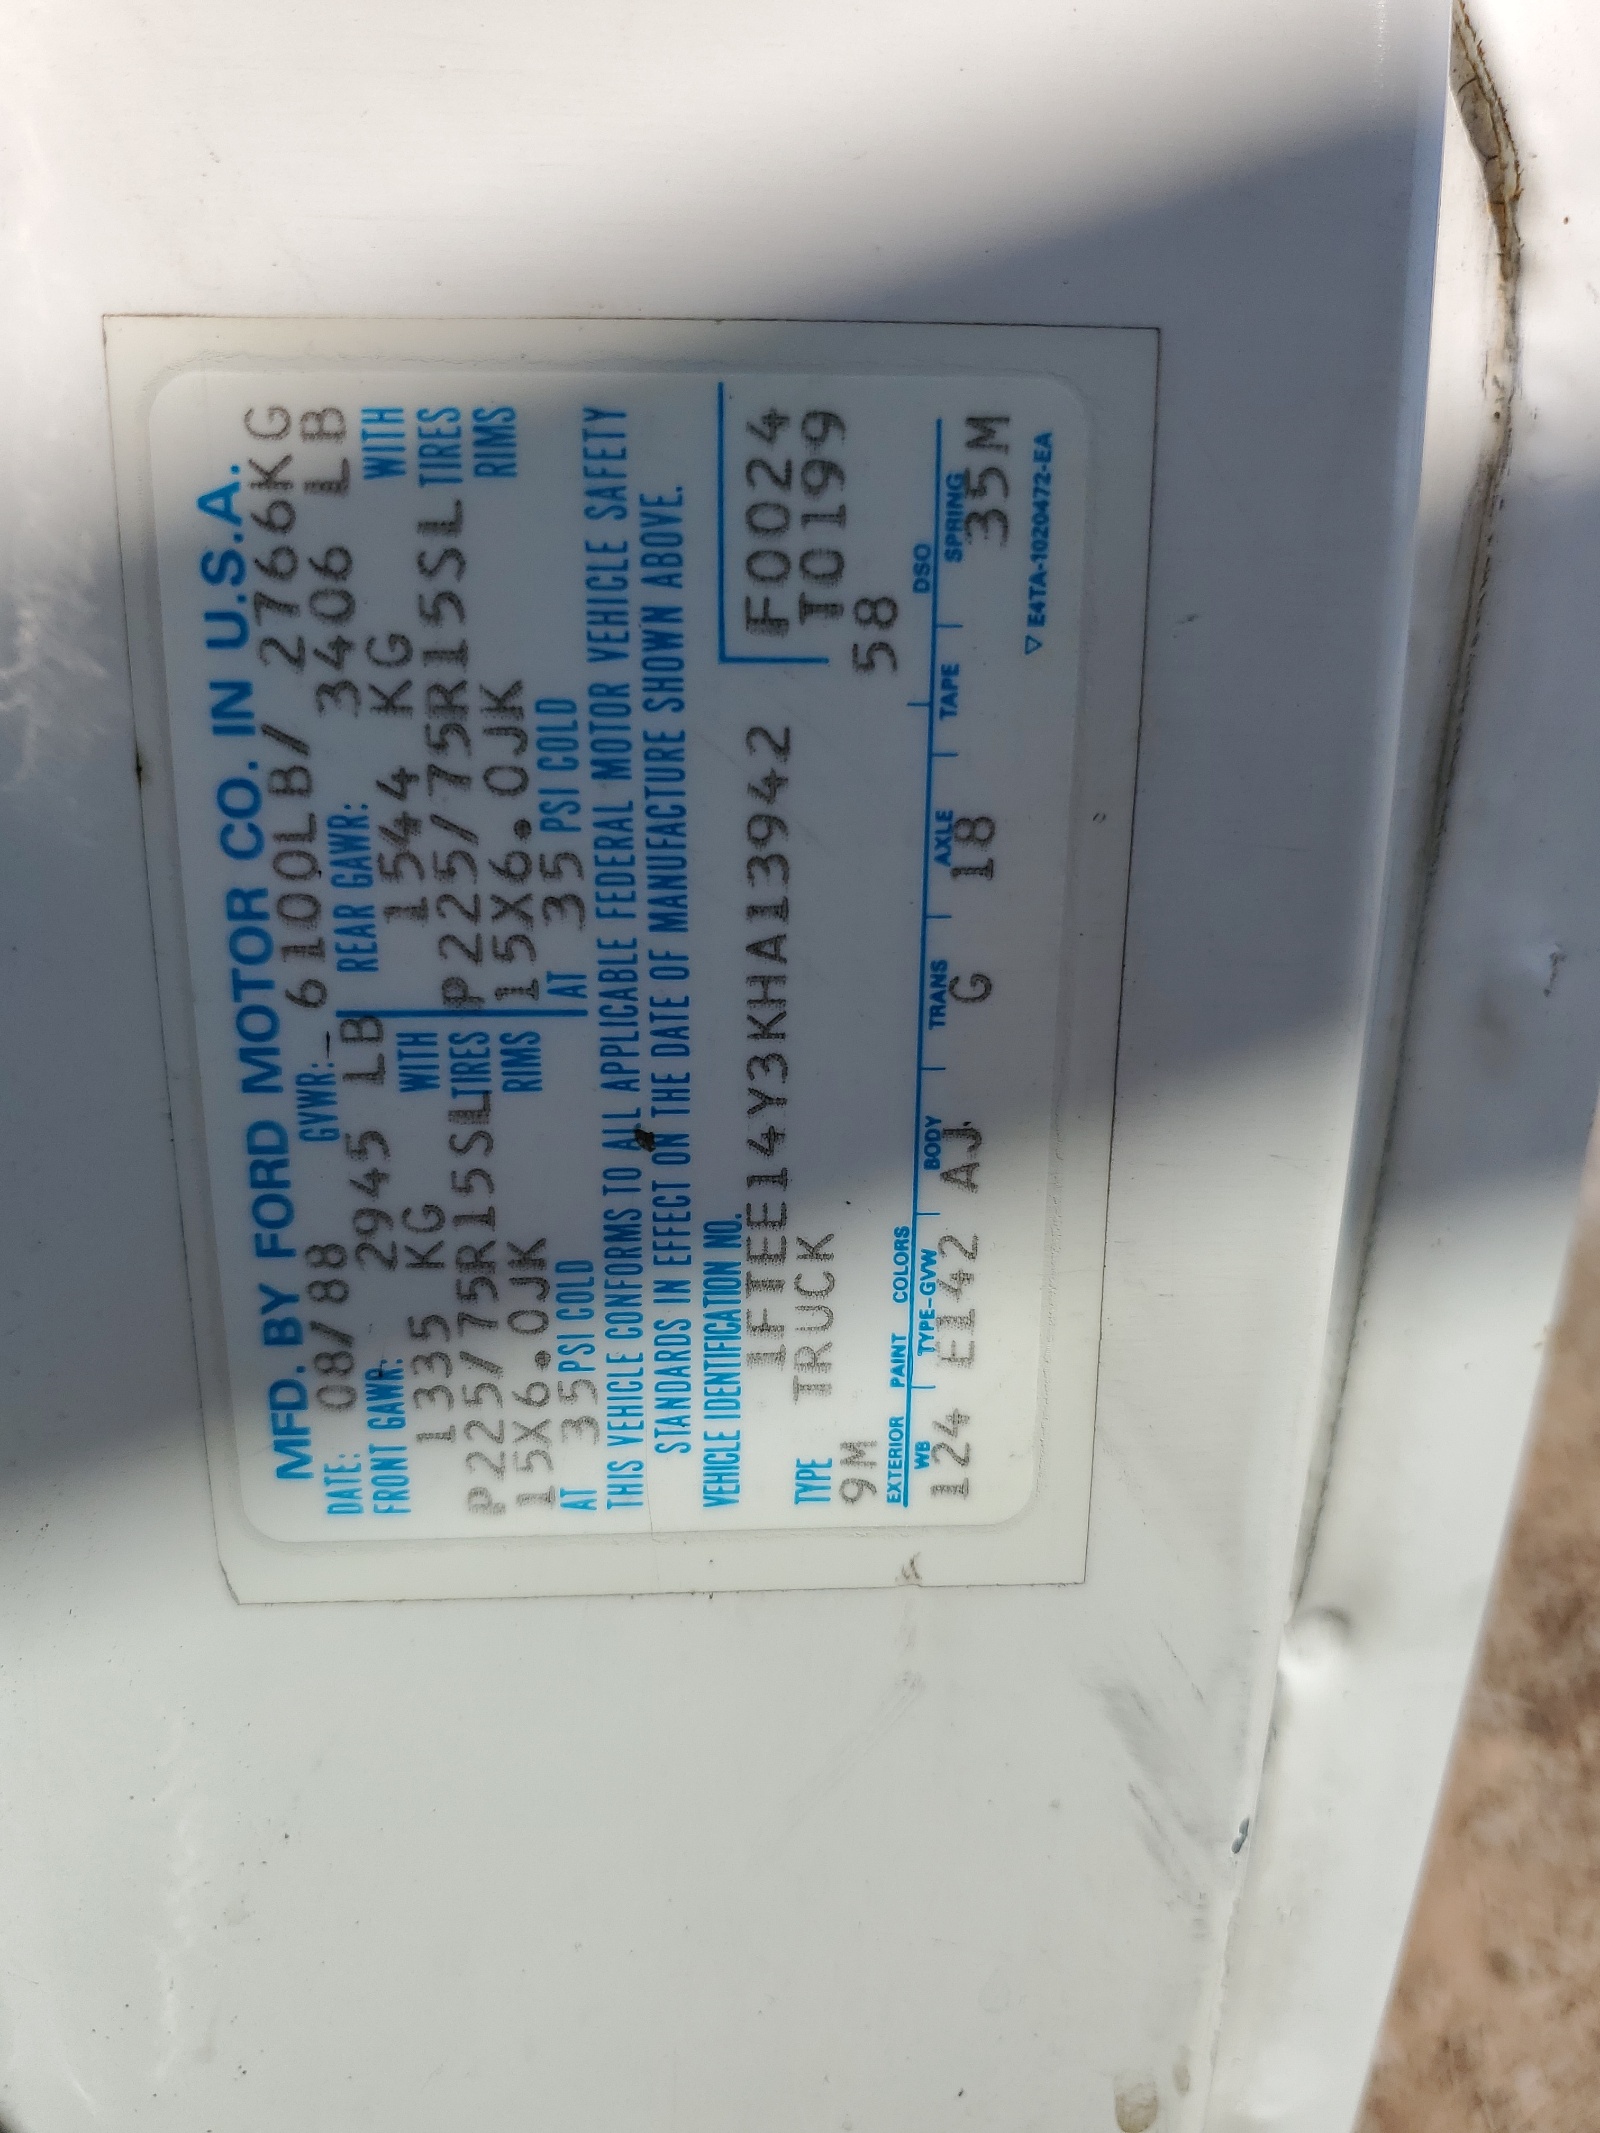 MFD. BY FORD MOTOR CO. IN U.S.A.
DATE: 08/88 GVWR: 6100LB/ 2766KG
FRONT GAWR: 2945 LB REAR GAWR: 3406 LB
1335 KG WITH 1544 KG WITH
P225/75R15SL TIRES P225/75R15SL TIRES
15X6.0JK RIMS 15X6.0JK RIMS
AT 35 PSI COLD AT 35 PSI COLD
THIS VEHICLE CONFORMS TO ALL APPLICABLE FEDERAL MOTOR VEHICLE SAFETY
STANDARDS IN EFFECT ON THE DATE OF MANUFACTURE SHOWN ABOVE.
VEHICLE IDENTIFICATION NO.
1FTEE14Y3KHA13942 F0024
TYPE TRUCK T0199
9M 58
EXTERIOR PAINT COLORS DSO
WB TYPE-GVW BODY TRANS AXLE TAPE SPRING
124 E142 AJ G 18 35M
▽ E4TA-1020472-EA